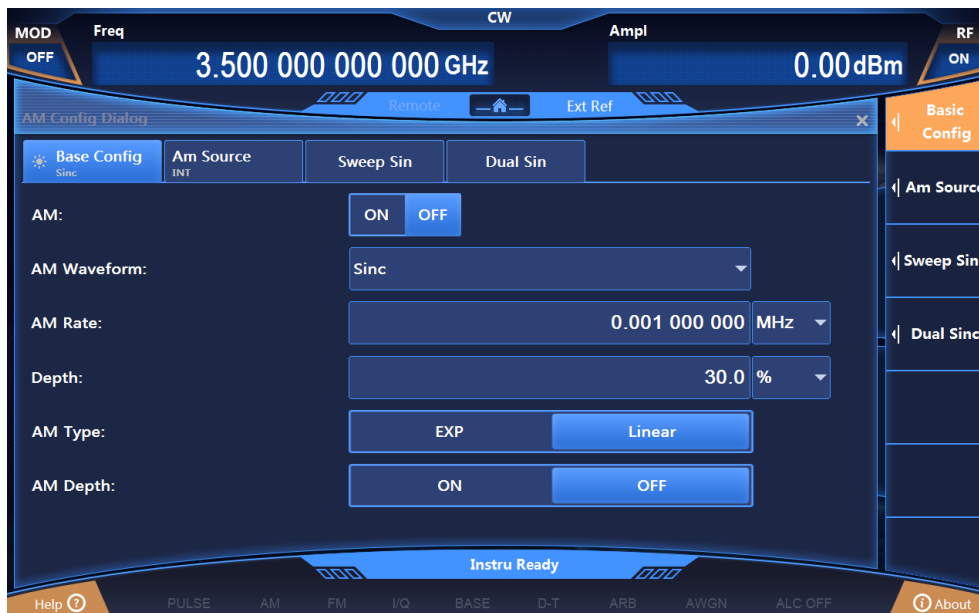 CW
MOD
Freq
Ampl
RF
OFF
3.500 000 000 000 GHz
0.00 dBm
ON
Remote
Ext Ref
AM Config Dialog
Basic
Config
Base Config
Sinc
Am Source
INT
Sweep Sin
Dual Sin
Am Source
AM:
ON
OFF
AM Waveform:
Sinc
Sweep Sin
AM Rate:
0.001 000 000
MHz
Dual Sinc
Depth:
30.0
%
AM Type:
EXP
Linear
AM Depth:
ON
OFF
Instru Ready
Help ?
PULSE
AM
FM
I/Q
BASE
D-T
ARB
AWGN
ALC OFF
About